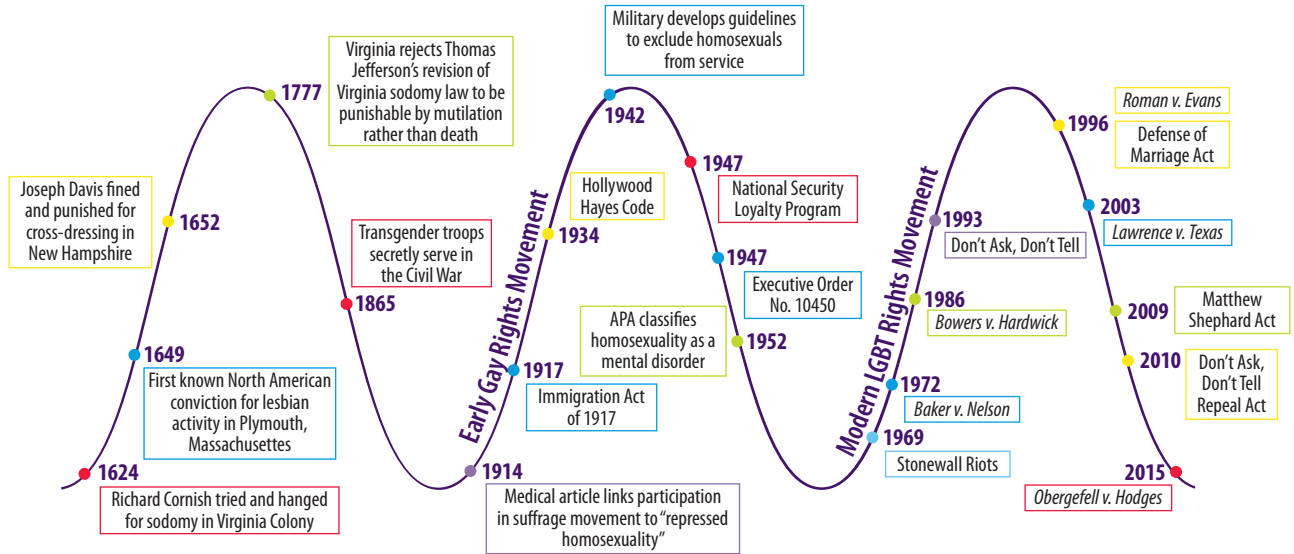 1624
Richard Cornish tried and hanged
for sodomy in Virginia Colony
1649
First known North American
conviction for lesbian
activity in Plymouth,
Massachusettes
1652
Joseph Davis fined
and punished for
cross-dressing in
New Hampshire
1777
Virginia rejects Thomas
Jefferson’s revision of
Virginia sodomy law to be
punishable by mutilation
rather than death
1865
Transgender troops
secretly serve in
the Civil War
Early Gay Rights Movement
1914
Medical article links participation
in suffrage movement to “repressed
homosexuality”
1917
Immigration Act
of 1917
1934
Hollywood
Hayes Code
1942
Military develops guidelines
to exclude homosexuals
from service
1947
National Security
Loyalty Program
1947
Executive Order
No. 10450
1952
APA classifies
homosexuality as a
mental disorder
Modern LGBT Rights Movement
1969
Stonewall Riots
1972
Baker v. Nelson
1986
Bowers v. Hardwick
1993
Don’t Ask, Don’t Tell
1996
Roman v. Evans
Defense of
Marriage Act
2003
Lawrence v. Texas
2009
Matthew
Shephard Act
2010
Don’t Ask,
Don’t Tell
Repeal Act
2015
Obergefell v. Hodges